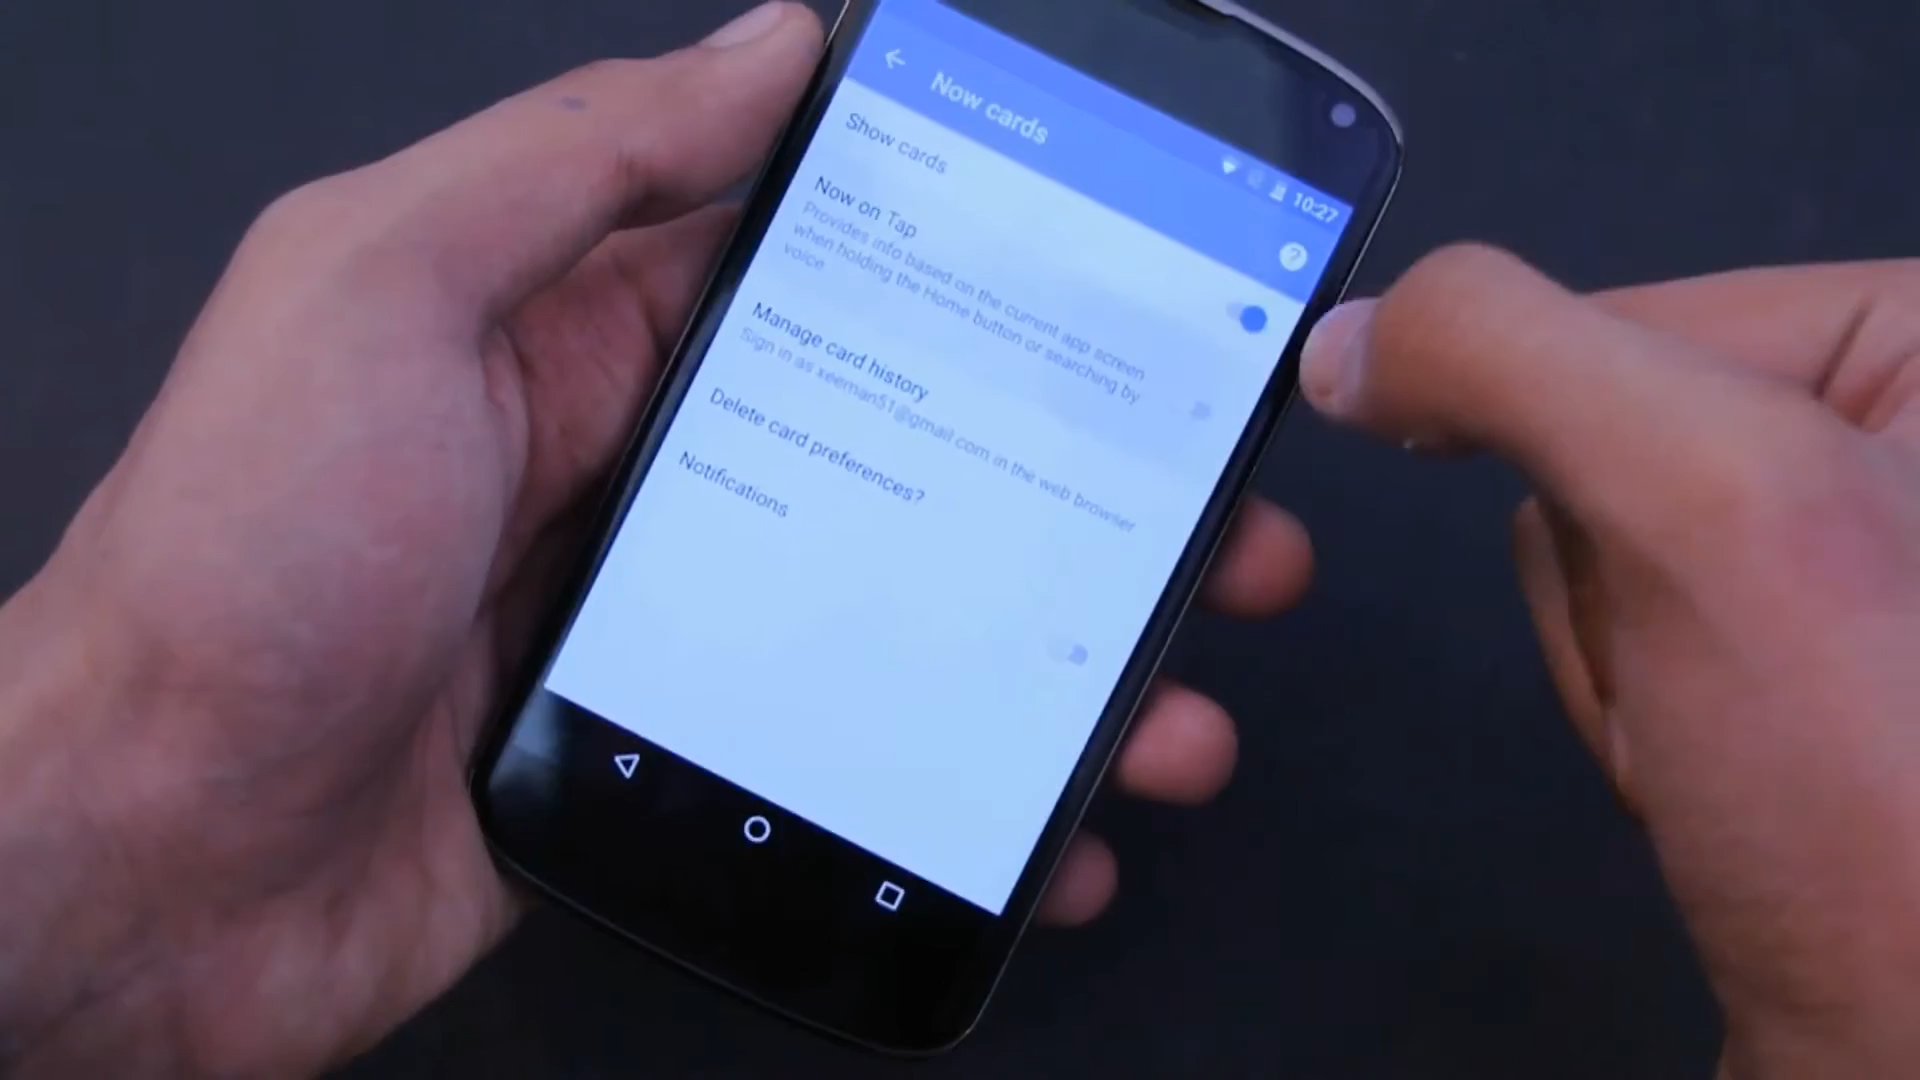 10:27
Now cards
?
Show cards
Now on Tap
Provides info based on the current app screen
when holding the Home button or searching by
voice
Manage card history
Sign in as xeeman51@gmail.com in the web browser
Delete card preferences?
Notifications